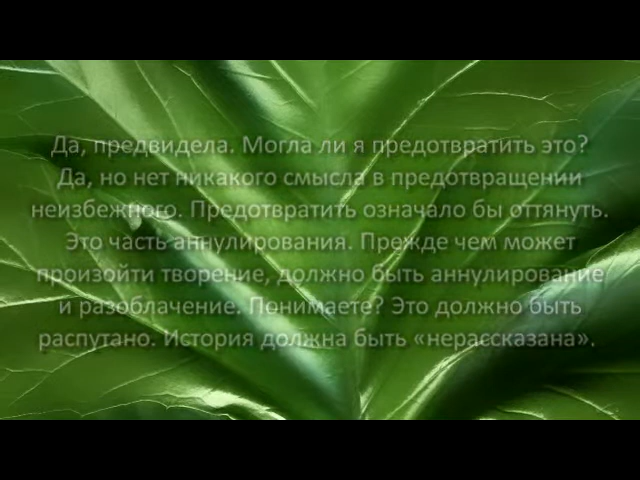 Да, предвидела. Могла ли я предотвратить это?
Да, но нет никакого смысла в предотвращении
неизбежного. Предотвратить означало бы оттянуть.
Это часть аннулирования. Прежде чем может
произойти творение, должно быть аннулирование
и разоблачение. Понимаете? Это должно быть
распутано. История должна быть «нерассказана».